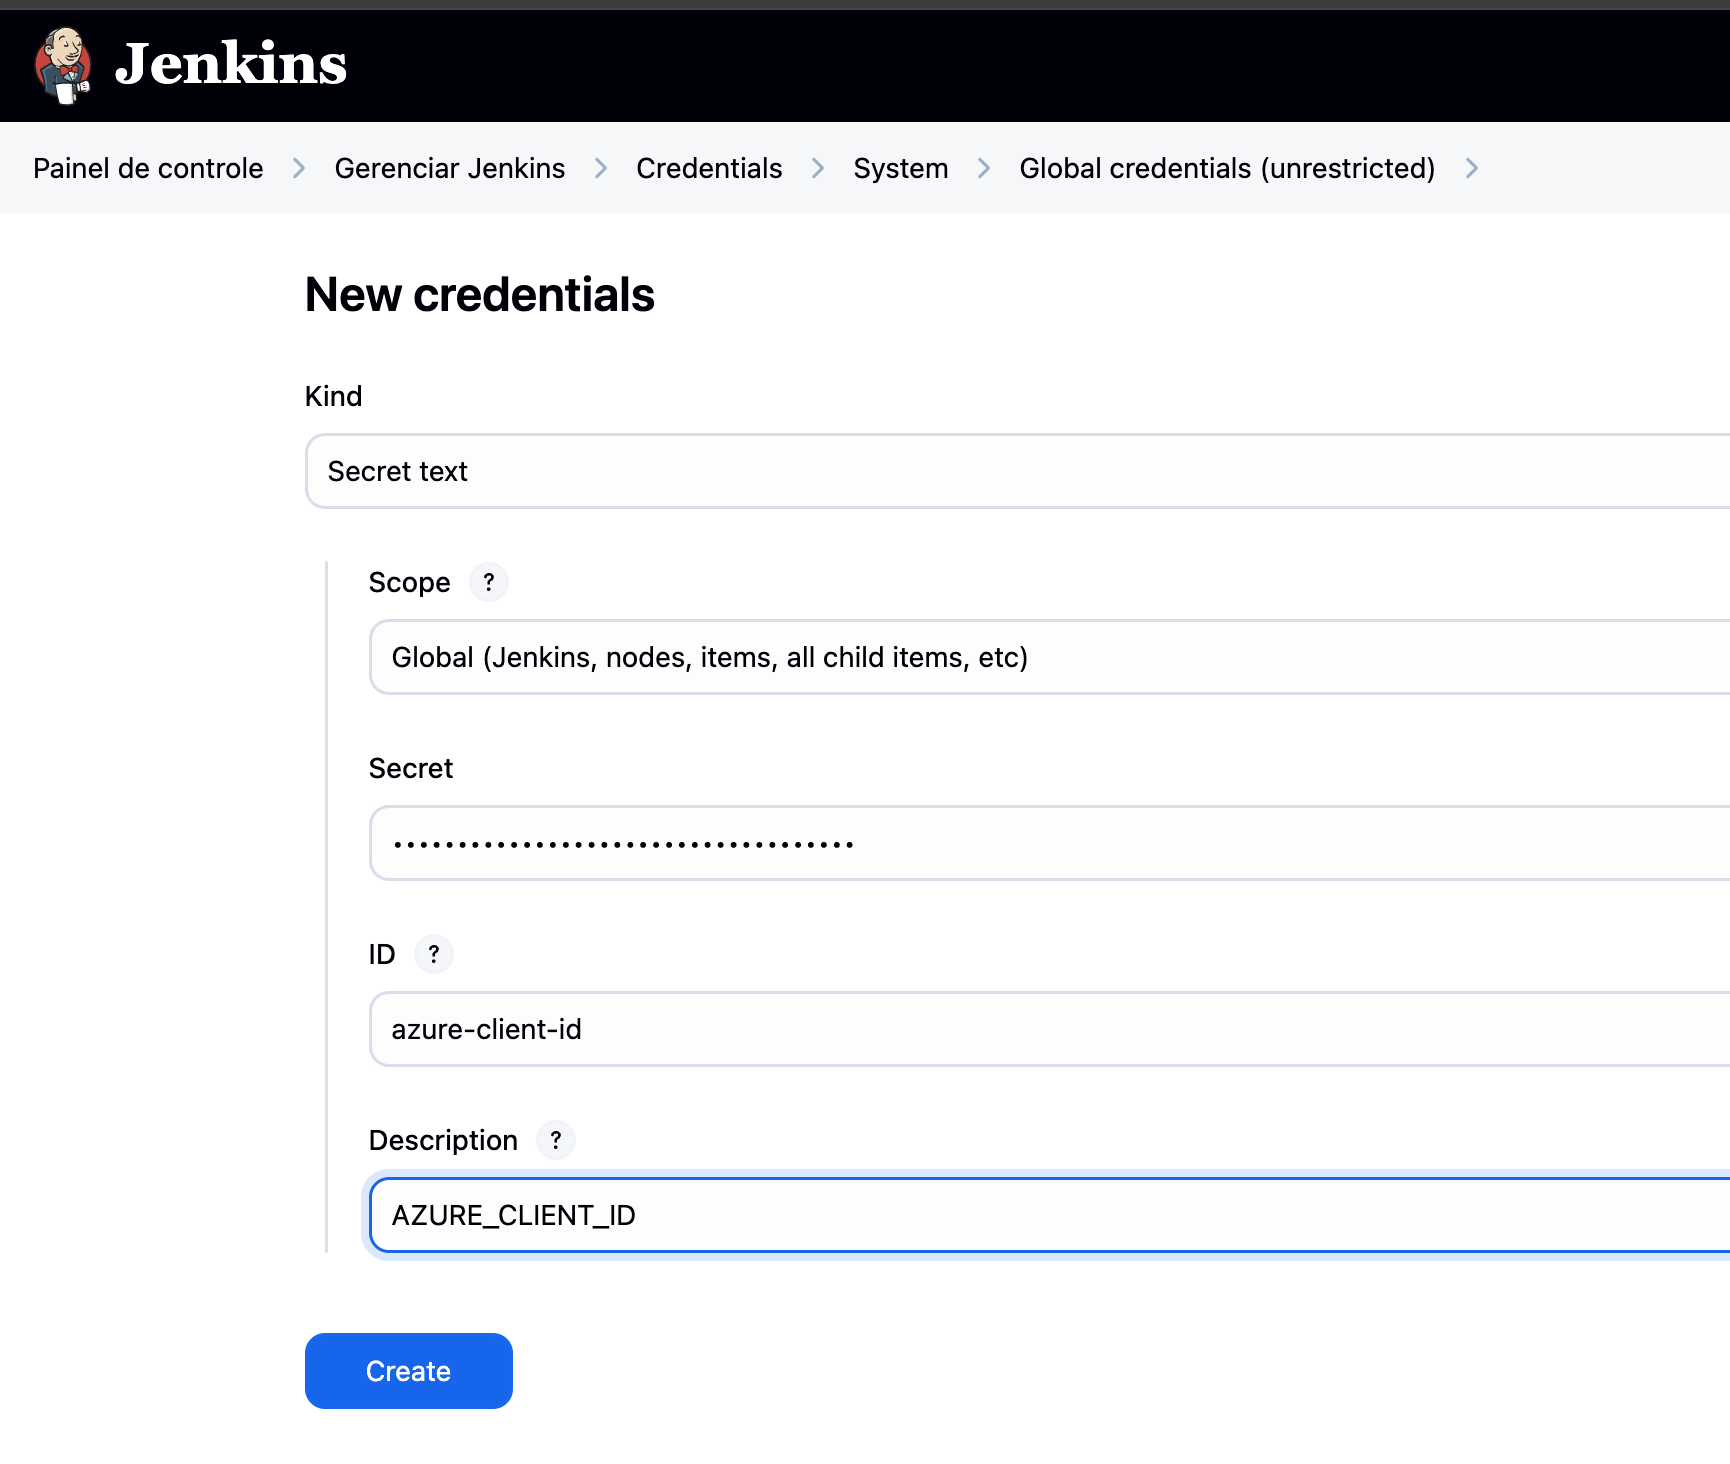 Jenkins
Painel de controle > Gerenciar Jenkins > Credentials > System > Global credentials (unrestricted) >
New credentials
Kind
Secret text
Scope ?
Global (Jenkins, nodes, items, all child items, etc)
Secret
••••••••••••••••••••••••••••••••••••
ID ?
azure-client-id
Description ?
AZURE_CLIENT_ID
Create